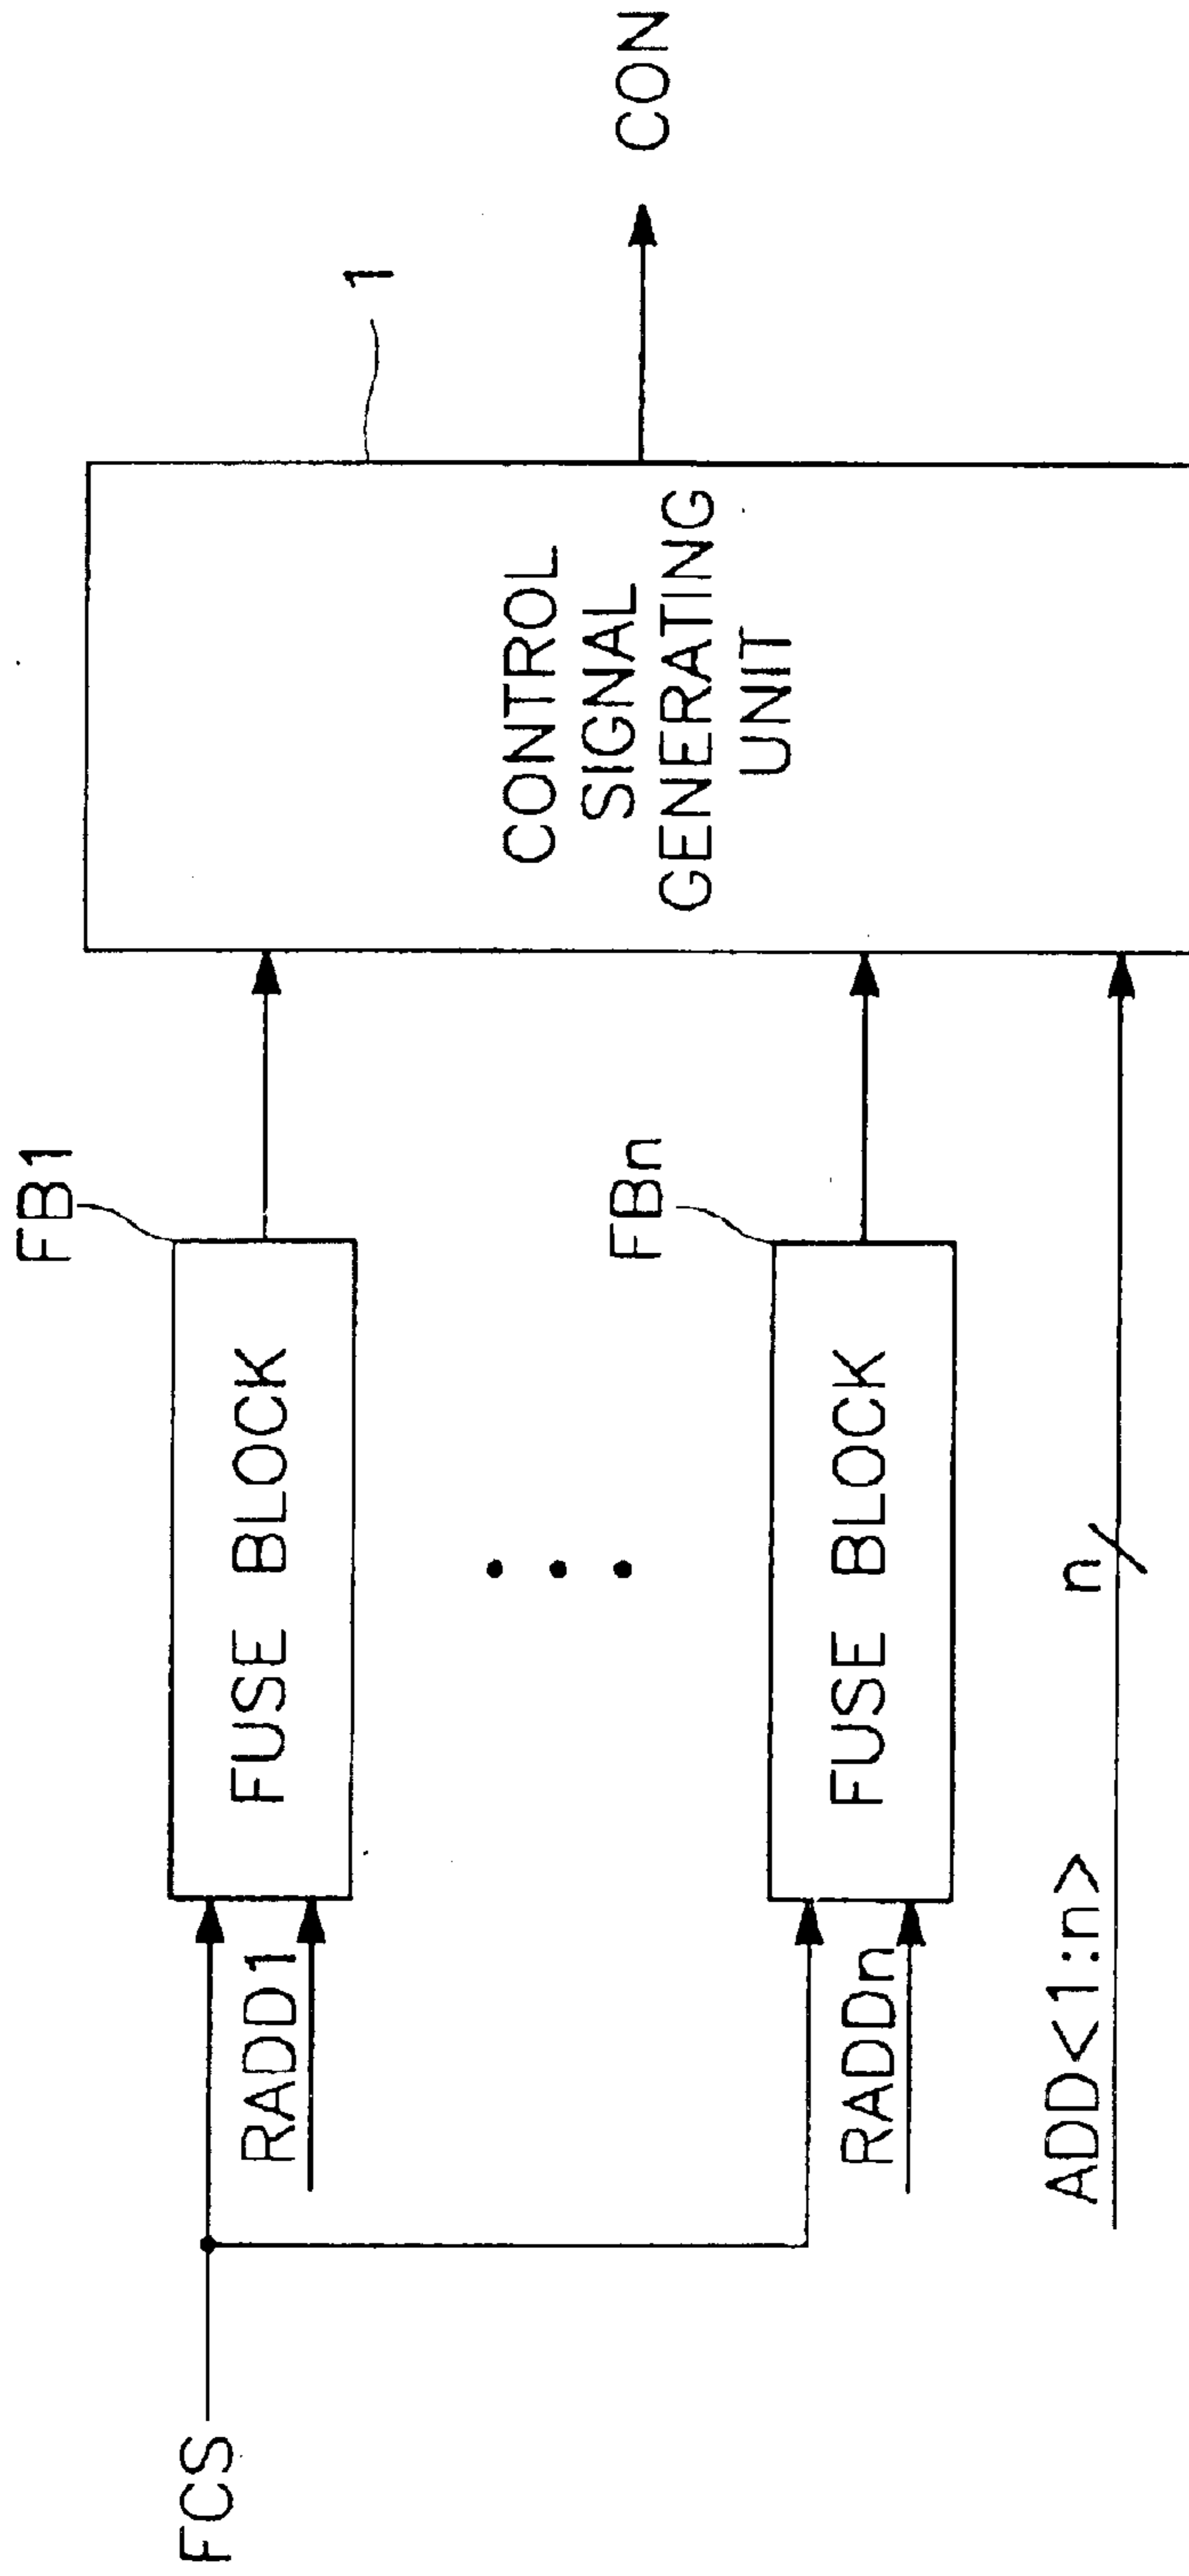 FCS
RADD1
FUSE BLOCK
FB1
RADDn
FUSE BLOCK
FBn
ADD<1:n>
n
CONTROL
SIGNAL
GENERATING
UNIT
1
CON